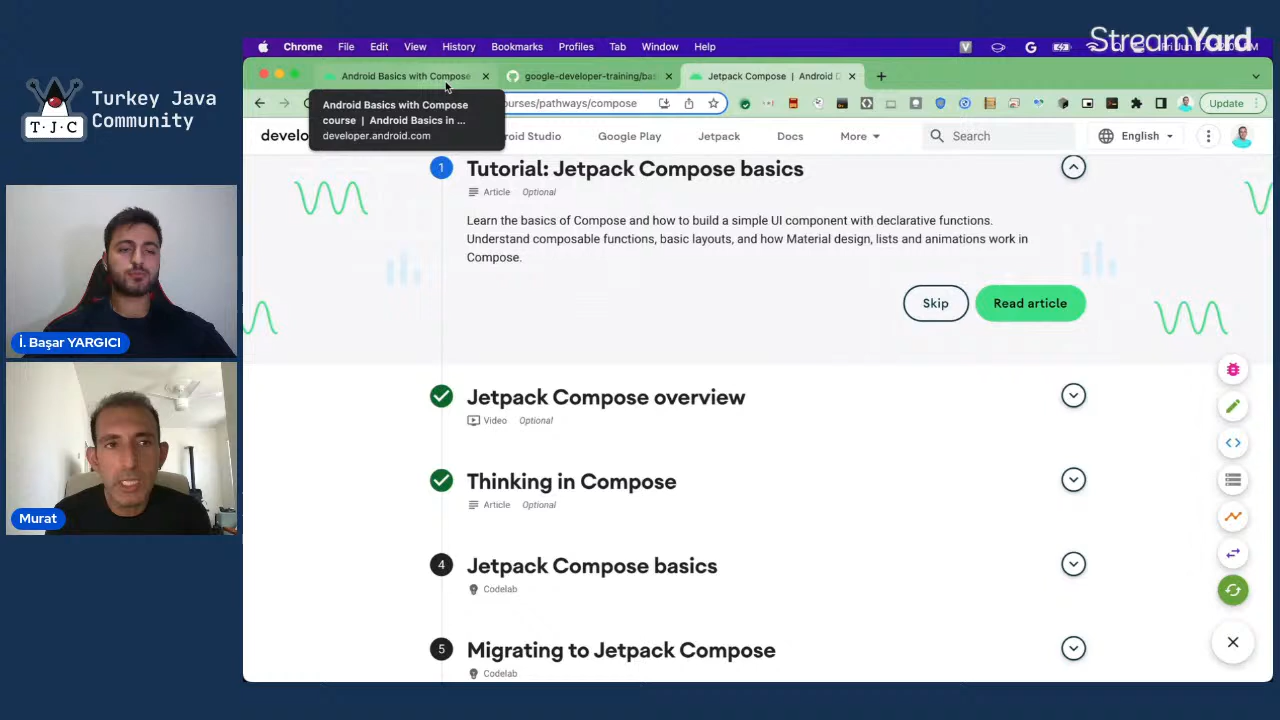 StreamYard
Turkey Java
Community
T·J·C
Chrome File Edit View History Bookmarks Profiles Tab Window Help
Android Basics with Compose
google-developer-training/bas
Jetpack Compose | Android D
Android Basics with Compose
course | Android Basics in ...
developer.android.com
ourses/pathways/compose
Update
develo
roid Studio Google Play Jetpack Docs More Search English
1 Tutorial: Jetpack Compose basics
Article Optional
Learn the basics of Compose and how to build a simple UI component with declarative functions.
Understand composable functions, basic layouts, and how Material design, lists and animations work in
Compose.
Skip Read article
Jetpack Compose overview
Video Optional
Thinking in Compose
Article Optional
4 Jetpack Compose basics
Codelab
5 Migrating to Jetpack Compose
Codelab
İ. Başar YARGICI
Murat